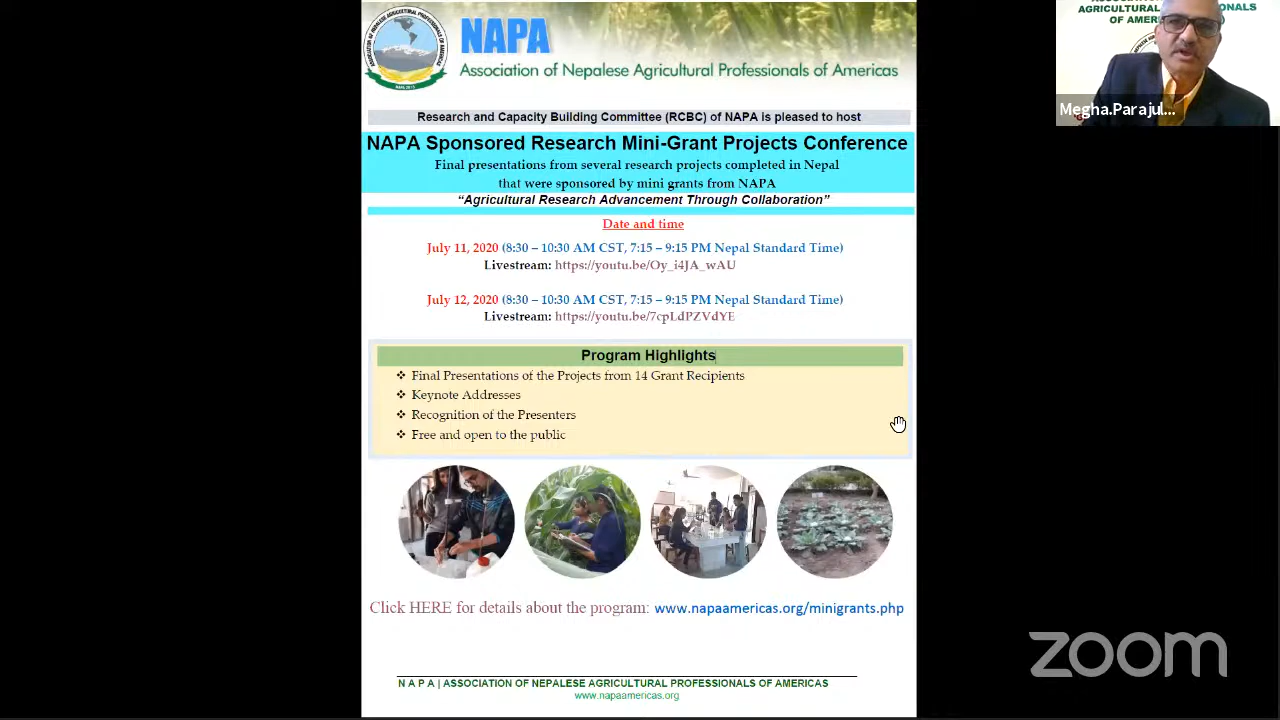 NAPA
Association of Nepalese Agricultural Professionals of Americas
Research and Capacity Building Committee (RCBC) of NAPA is pleased to host
NAPA Sponsored Research Mini-Grant Projects Conference
Final presentations from several research projects completed in Nepal
that were sponsored by mini grants from NAPA
“Agricultural Research Advancement Through Collaboration”
Date and time
July 11, 2020 (8:30 – 10:30 AM CST, 7:15 – 9:15 PM Nepal Standard Time)
Livestream: https://youtu.be/Oy_i4JA_wAU
July 12, 2020 (8:30 – 10:30 AM CST, 7:15 – 9:15 PM Nepal Standard Time)
Livestream: https://youtu.be/7cpLdPZVdYE
Program Highlights
❖ Final Presentations of the Projects from 14 Grant Recipients
❖ Keynote Addresses
❖ Recognition of the Presenters
❖ Free and open to the public
Click HERE for details about the program: www.napaamericas.org/minigrants.php
N A P A | ASSOCIATION OF NEPALESE AGRICULTURAL PROFESSIONALS OF AMERICAS
www.napaamericas.org
AGRICULTURAL
OF AMER
Megha.Parajul...
zoom